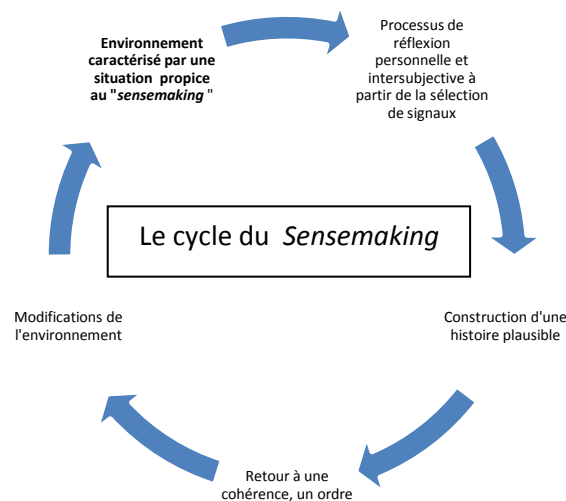 Environnement
caractérisé par une
situation propice
au "sensemaking "
Processus de
réflexion
personnelle et
intersubjective à
partir de la sélection
de signaux
Le cycle du Sensemaking
Modifications de
l'environnement
Construction d'une
histoire plausible
Retour à une
cohérence, un ordre